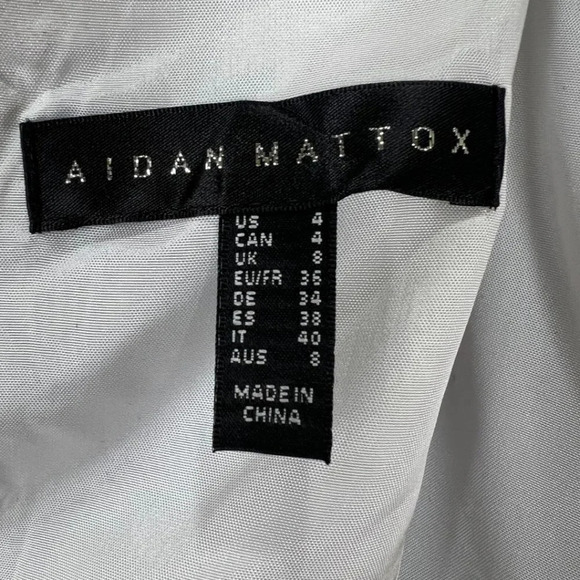 AIDAN MATTOX
US 4
CAN 4
UK 8
EU/FR 36
DE 34
ES 38
IT 40
AUS 8
MADE IN
CHINA